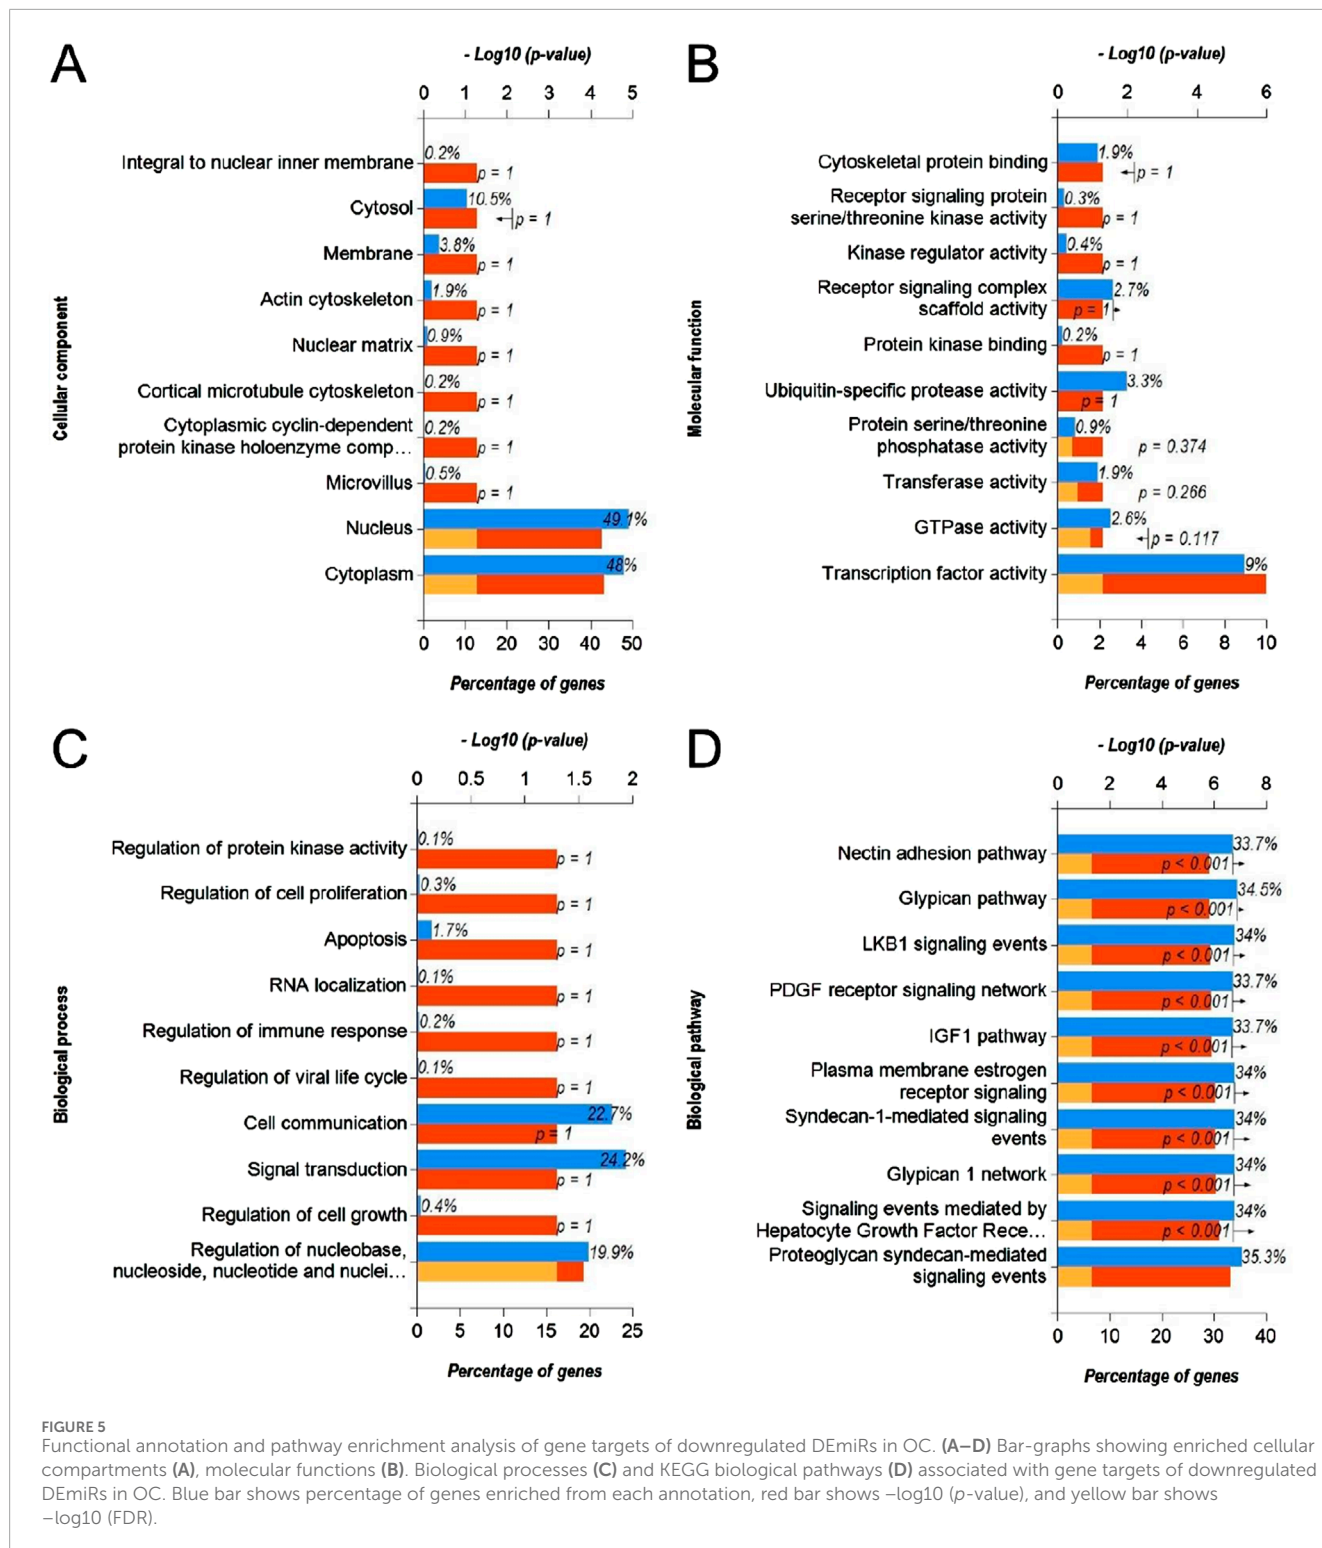 A
- Log10 (p-value)
0 1 2 3 4 5
Integral to nuclear inner membrane
0.2%
p = 1
Cytosol
10.5%
p = 1
Membrane
3.8%
p = 1
Actin cytoskeleton
1.9%
p = 1
Nuclear matrix
0.9%
p = 1
Cortical microtubule cytoskeleton
0.2%
p = 1
Cytoplasmic cyclin-dependent
protein kinase holoenzyme comp...
0.2%
p = 1
Microvillus
0.5%
p = 1
Nucleus
49.1%
Cytoplasm
48%
Cellular component
0 10 20 30 40 50
Percentage of genes
B
- Log10 (p-value)
0 2 4 6
Cytoskeletal protein binding
1.9%
p = 1
Receptor signaling protein
serine/threonine kinase activity
0.3%
p = 1
Kinase regulator activity
0.4%
p = 1
Receptor signaling complex
scaffold activity
2.7%
p = 1
Protein kinase binding
0.2%
p = 1
Ubiquitin-specific protease activity
3.3%
p = 1
Protein serine/threonine
phosphatase activity
0.9%
p = 0.374
Transferase activity
1.9%
p = 0.266
GTPase activity
2.6%
p = 0.117
Transcription factor activity
9%
Molecular function
0 2 4 6 8 10
Percentage of genes
C
- Log10 (p-value)
0 0.5 1 1.5 2
Regulation of protein kinase activity
0.1%
p = 1
Regulation of cell proliferation
0.3%
p = 1
Apoptosis
1.7%
p = 1
RNA localization
0.1%
p = 1
Regulation of immune response
0.2%
p = 1
Regulation of viral life cycle
0.1%
p = 1
Cell communication
22.7%
p = 1
Signal transduction
24.2%
p = 1
Regulation of cell growth
0.4%
p = 1
Regulation of nucleobase,
nucleoside, nucleotide and nuclei...
19.9%
Biological process
0 5 10 15 20 25
Percentage of genes
D
- Log10 (p-value)
0 2 4 6 8
Nectin adhesion pathway
33.7%
p < 0.001
Glypican pathway
34.5%
p < 0.001
LKB1 signaling events
34%
p < 0.001
PDGF receptor signaling network
33.7%
p < 0.001
IGF1 pathway
33.7%
p < 0.001
Plasma membrane estrogen
receptor signaling
34%
p < 0.001
Syndecan-1-mediated signaling
events
34%
p < 0.001
Glypican 1 network
34%
p < 0.001
Signaling events mediated by
Hepatocyte Growth Factor Rece...
34%
p < 0.001
Proteoglycan syndecan-mediated
signaling events
35.3%
Biological pathway
0 10 20 30 40
Percentage of genes
FIGURE 5
Functional annotation and pathway enrichment analysis of gene targets of downregulated DEmiRs in OC. (A–D) Bar-graphs showing enriched cellular
compartments (A), molecular functions (B). Biological processes (C) and KEGG biological pathways (D) associated with gene targets of downregulated
DEmiRs in OC. Blue bar shows percentage of genes enriched from each annotation, red bar shows –log10 (p-value), and yellow bar shows
–log10 (FDR).